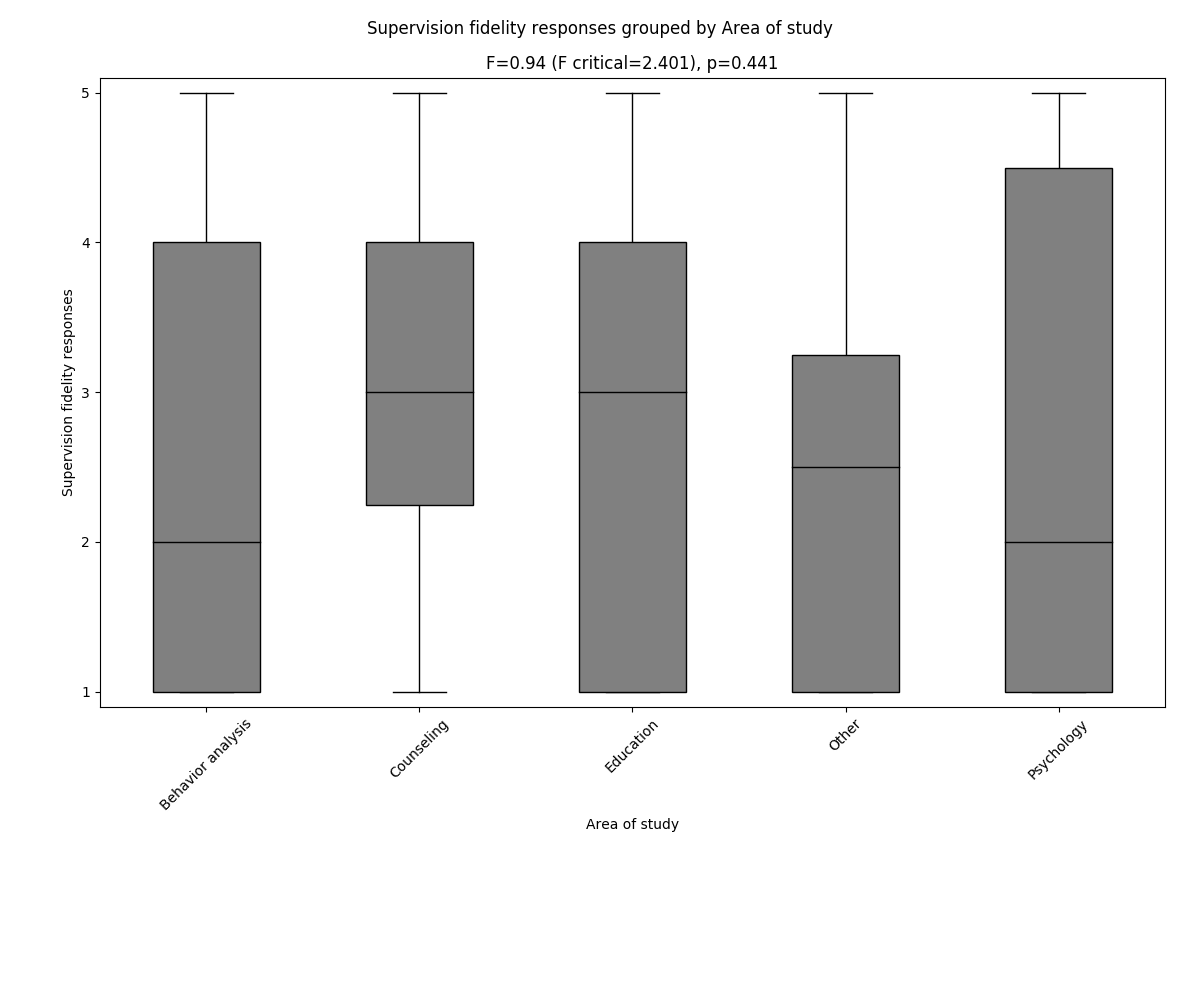 Supervision fidelity responses grouped by Area of study
F=0.94 (F critical=2.401), p=0.441
5
4
3
2
1
Supervision fidelity responses
Behavior analysis
Counseling
Education
Other
Psychology
Area of study